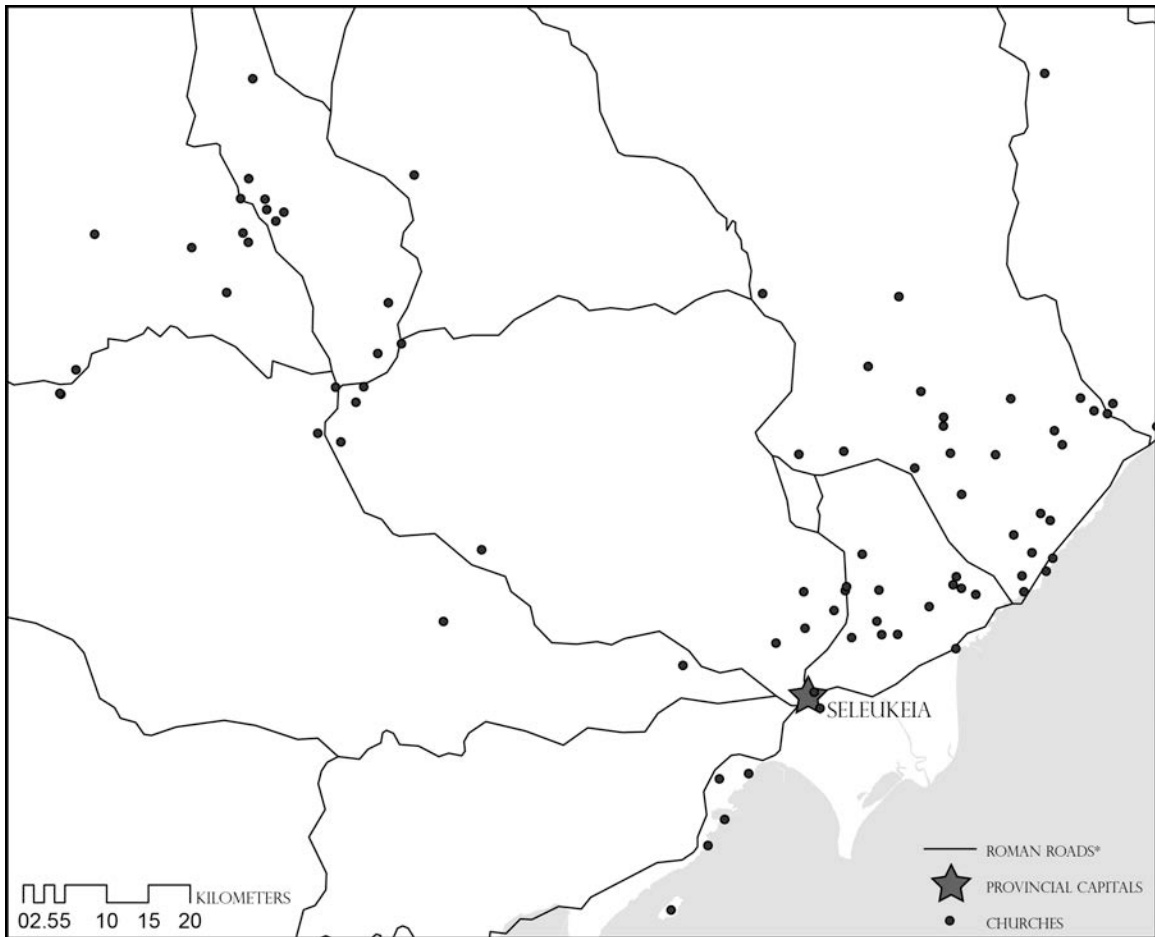 SELEUKEIA
ROMAN ROADS*
PROVINCIAL CAPITALS
CHURCHES
KILOMETERS
02.55 10 15 20